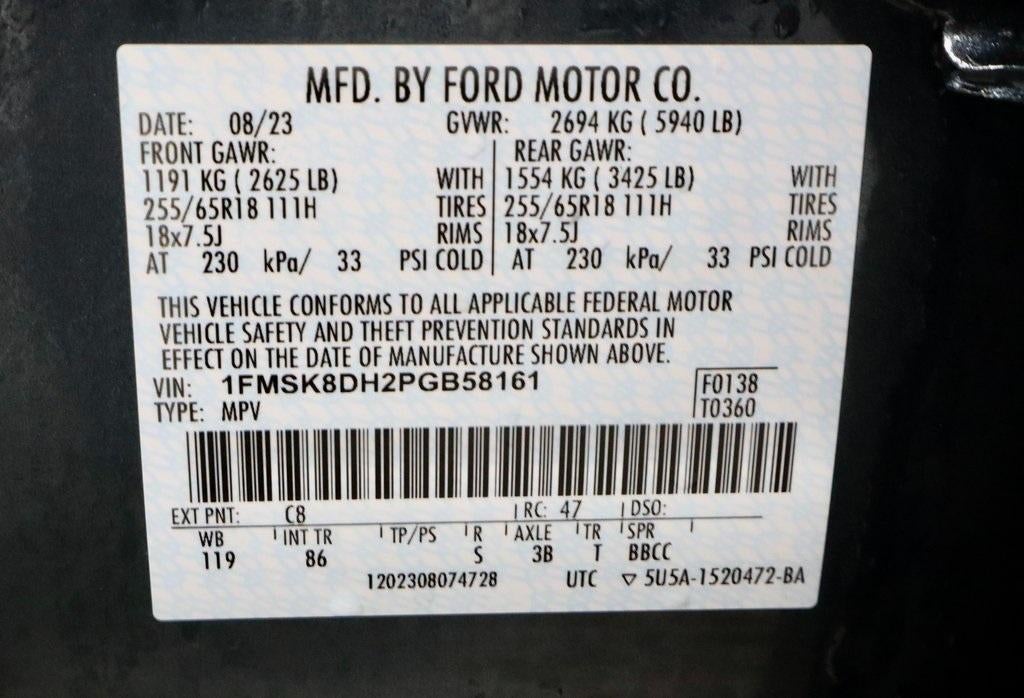 MFD. BY FORD MOTOR CO.
DATE: 08/23 GVWR: 2694 KG ( 5940 LB)
FRONT GAWR: REAR GAWR:
1191 KG ( 2625 LB) WITH 1554 KG ( 3425 LB) WITH
255/65R18 111H TIRES 255/65R18 111H TIRES
18x7.5J RIMS 18x7.5J RIMS
AT 230 kPa/ 33 PSI COLD AT 230 kPa/ 33 PSI COLD
THIS VEHICLE CONFORMS TO ALL APPLICABLE FEDERAL MOTOR
VEHICLE SAFETY AND THEFT PREVENTION STANDARDS IN
EFFECT ON THE DATE OF MANUFACTURE SHOWN ABOVE.
VIN: 1FMSK8DH2PGB58161 F0138
TYPE: MPV T0360
EXT PNT: C8 RC: 47 DSO:
WB INT TR TP/PS R AXLE TR SPR
119 86 S 3B T BBCC
1202308074728 UTC ▽ 5U5A-1520472-BA